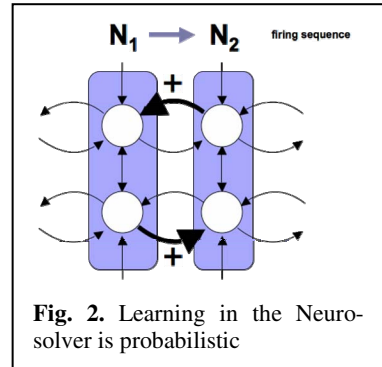 N₁ → N₂ firing sequence
+
+
Fig. 2. Learning in the Neuro-
solver is probabilistic